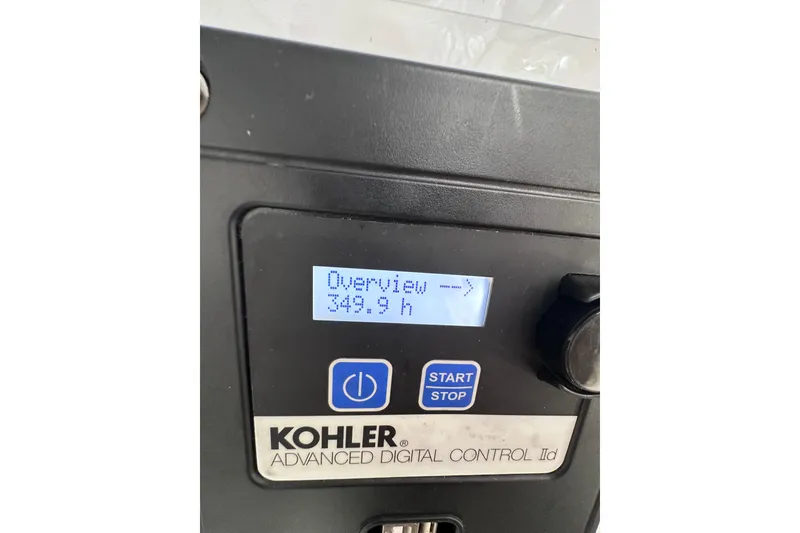 Overview -->
349.9 h
START
STOP
KOHLER®
ADVANCED DIGITAL CONTROL IId